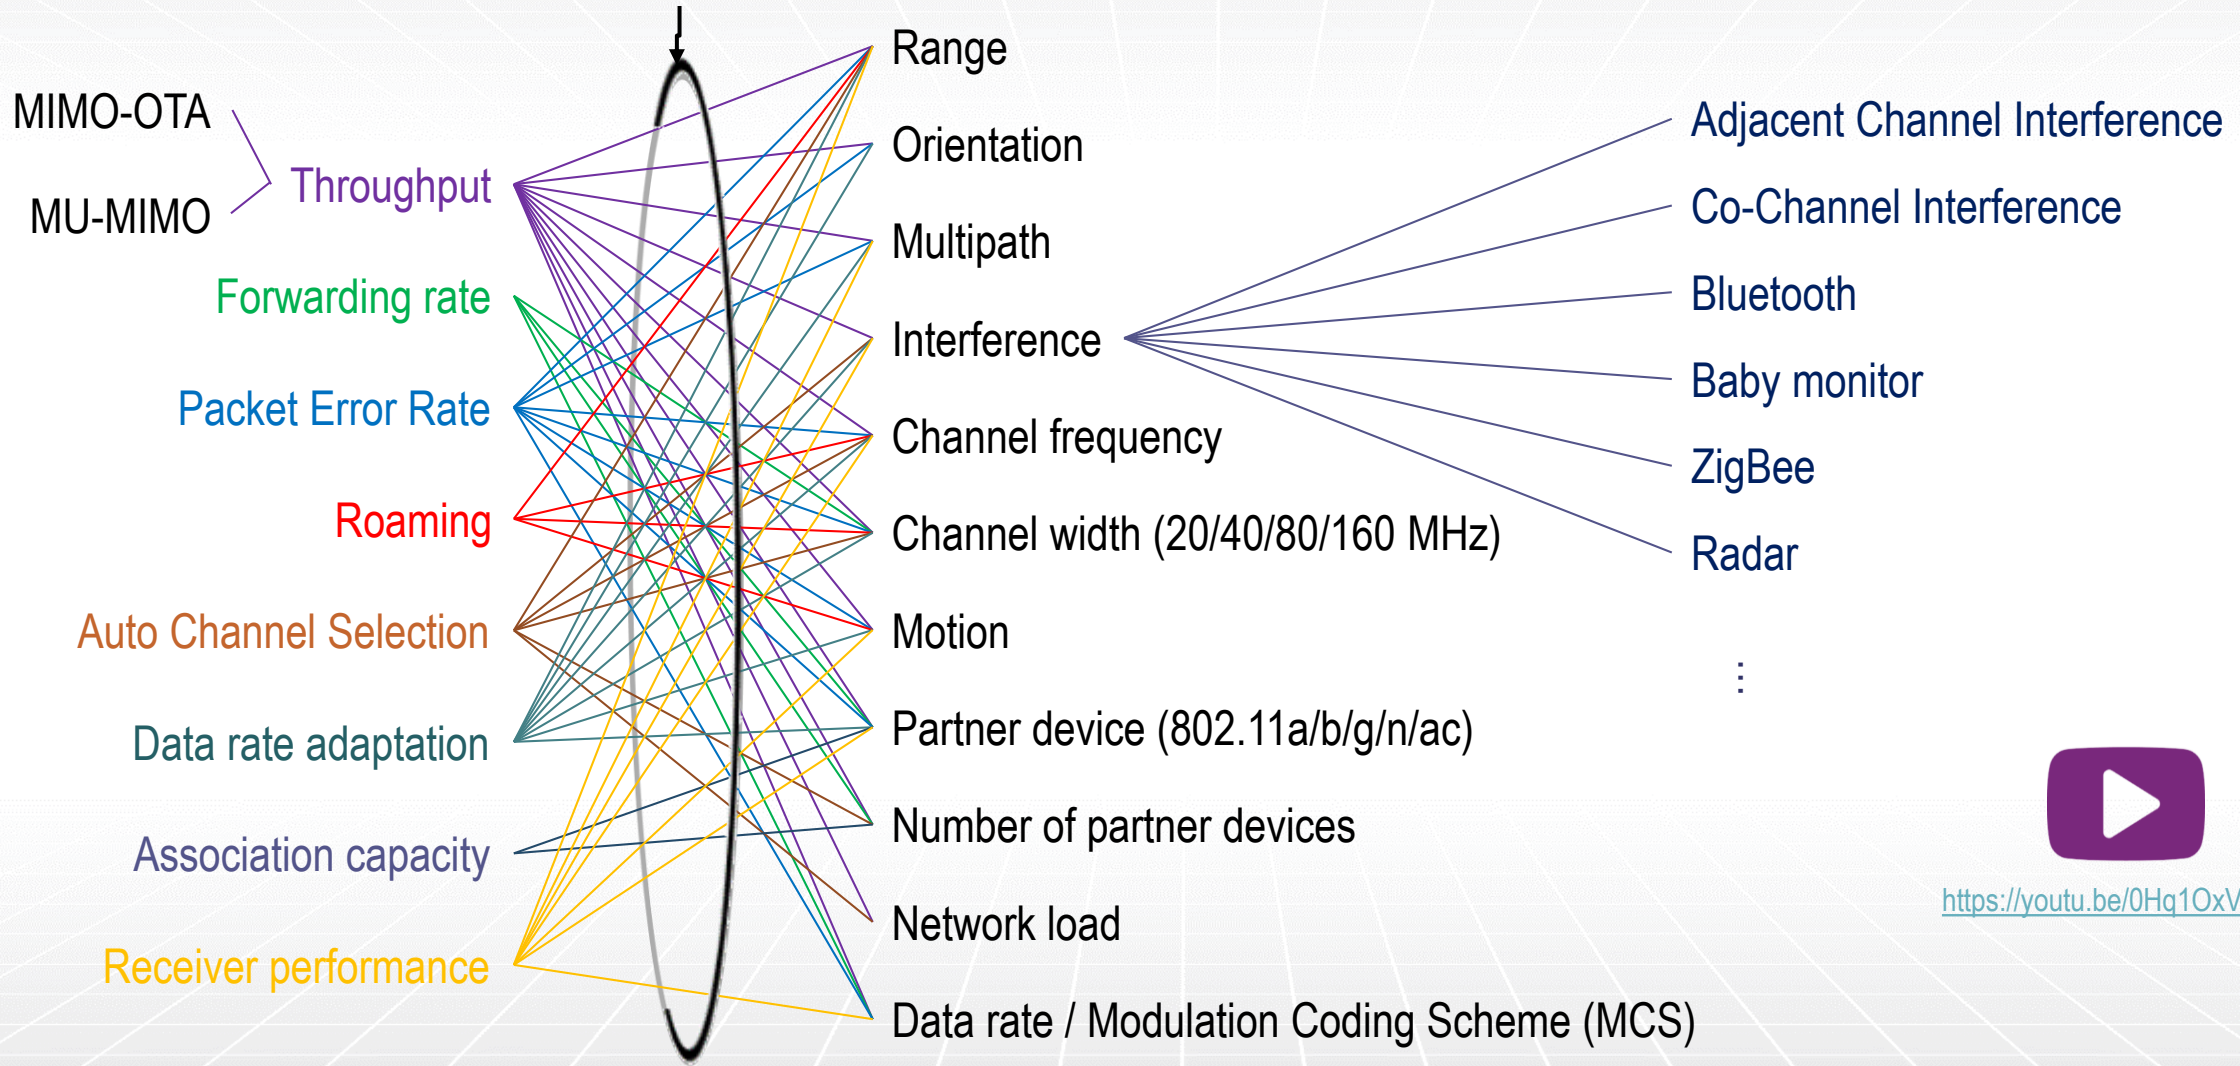 MIMO-OTA
MU-MIMO
Throughput
Forwarding rate
Packet Error Rate
Roaming
Auto Channel Selection
Data rate adaptation
Association capacity
Receiver performance
Range
Orientation
Multipath
Interference
Channel frequency
Channel width (20/40/80/160 MHz)
Motion
Partner device (802.11a/b/g/n/ac)
Number of partner devices
Network load
Data rate / Modulation Coding Scheme (MCS)
Adjacent Channel Interference
Co-Channel Interference
Bluetooth
Baby monitor
ZigBee
Radar
⋮
https://youtu.be/0Hq1OxV